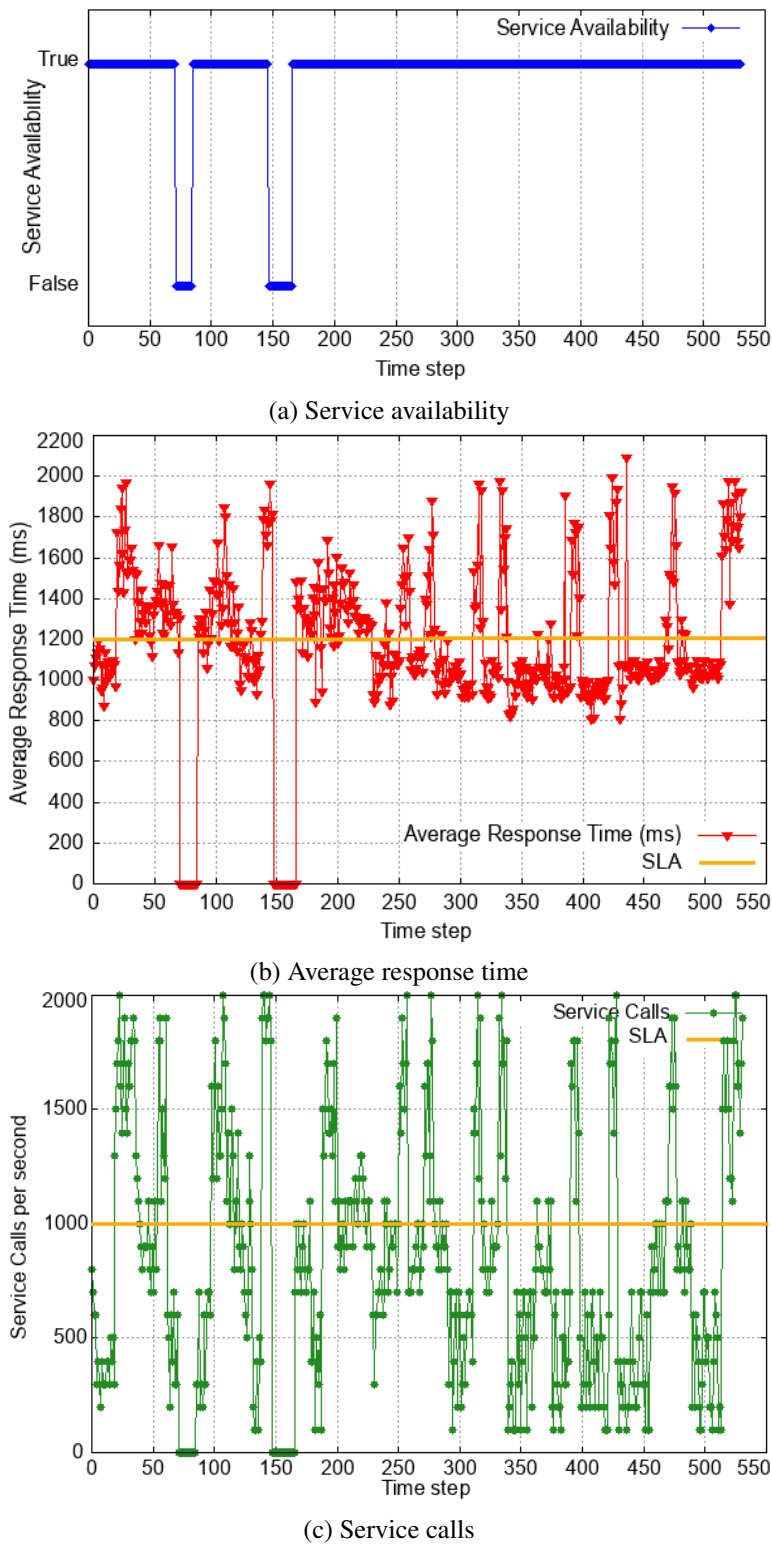 Service Availability
True
Service Availability
False
0 50 100 150 200 250 300 350 400 450 500 550
Time step
(a) Service availability
2200
2000
1800
1600
1400
1200
1000
800
600
400
200
0
Average Response Time (ms)
Average Response Time (ms)
SLA
0 50 100 150 200 250 300 350 400 450 500 550
Time step
(b) Average response time
2000
1500
1000
500
0
Service Calls per second
Service Calls
SLA
0 50 100 150 200 250 300 350 400 450 500 550
Time step
(c) Service calls